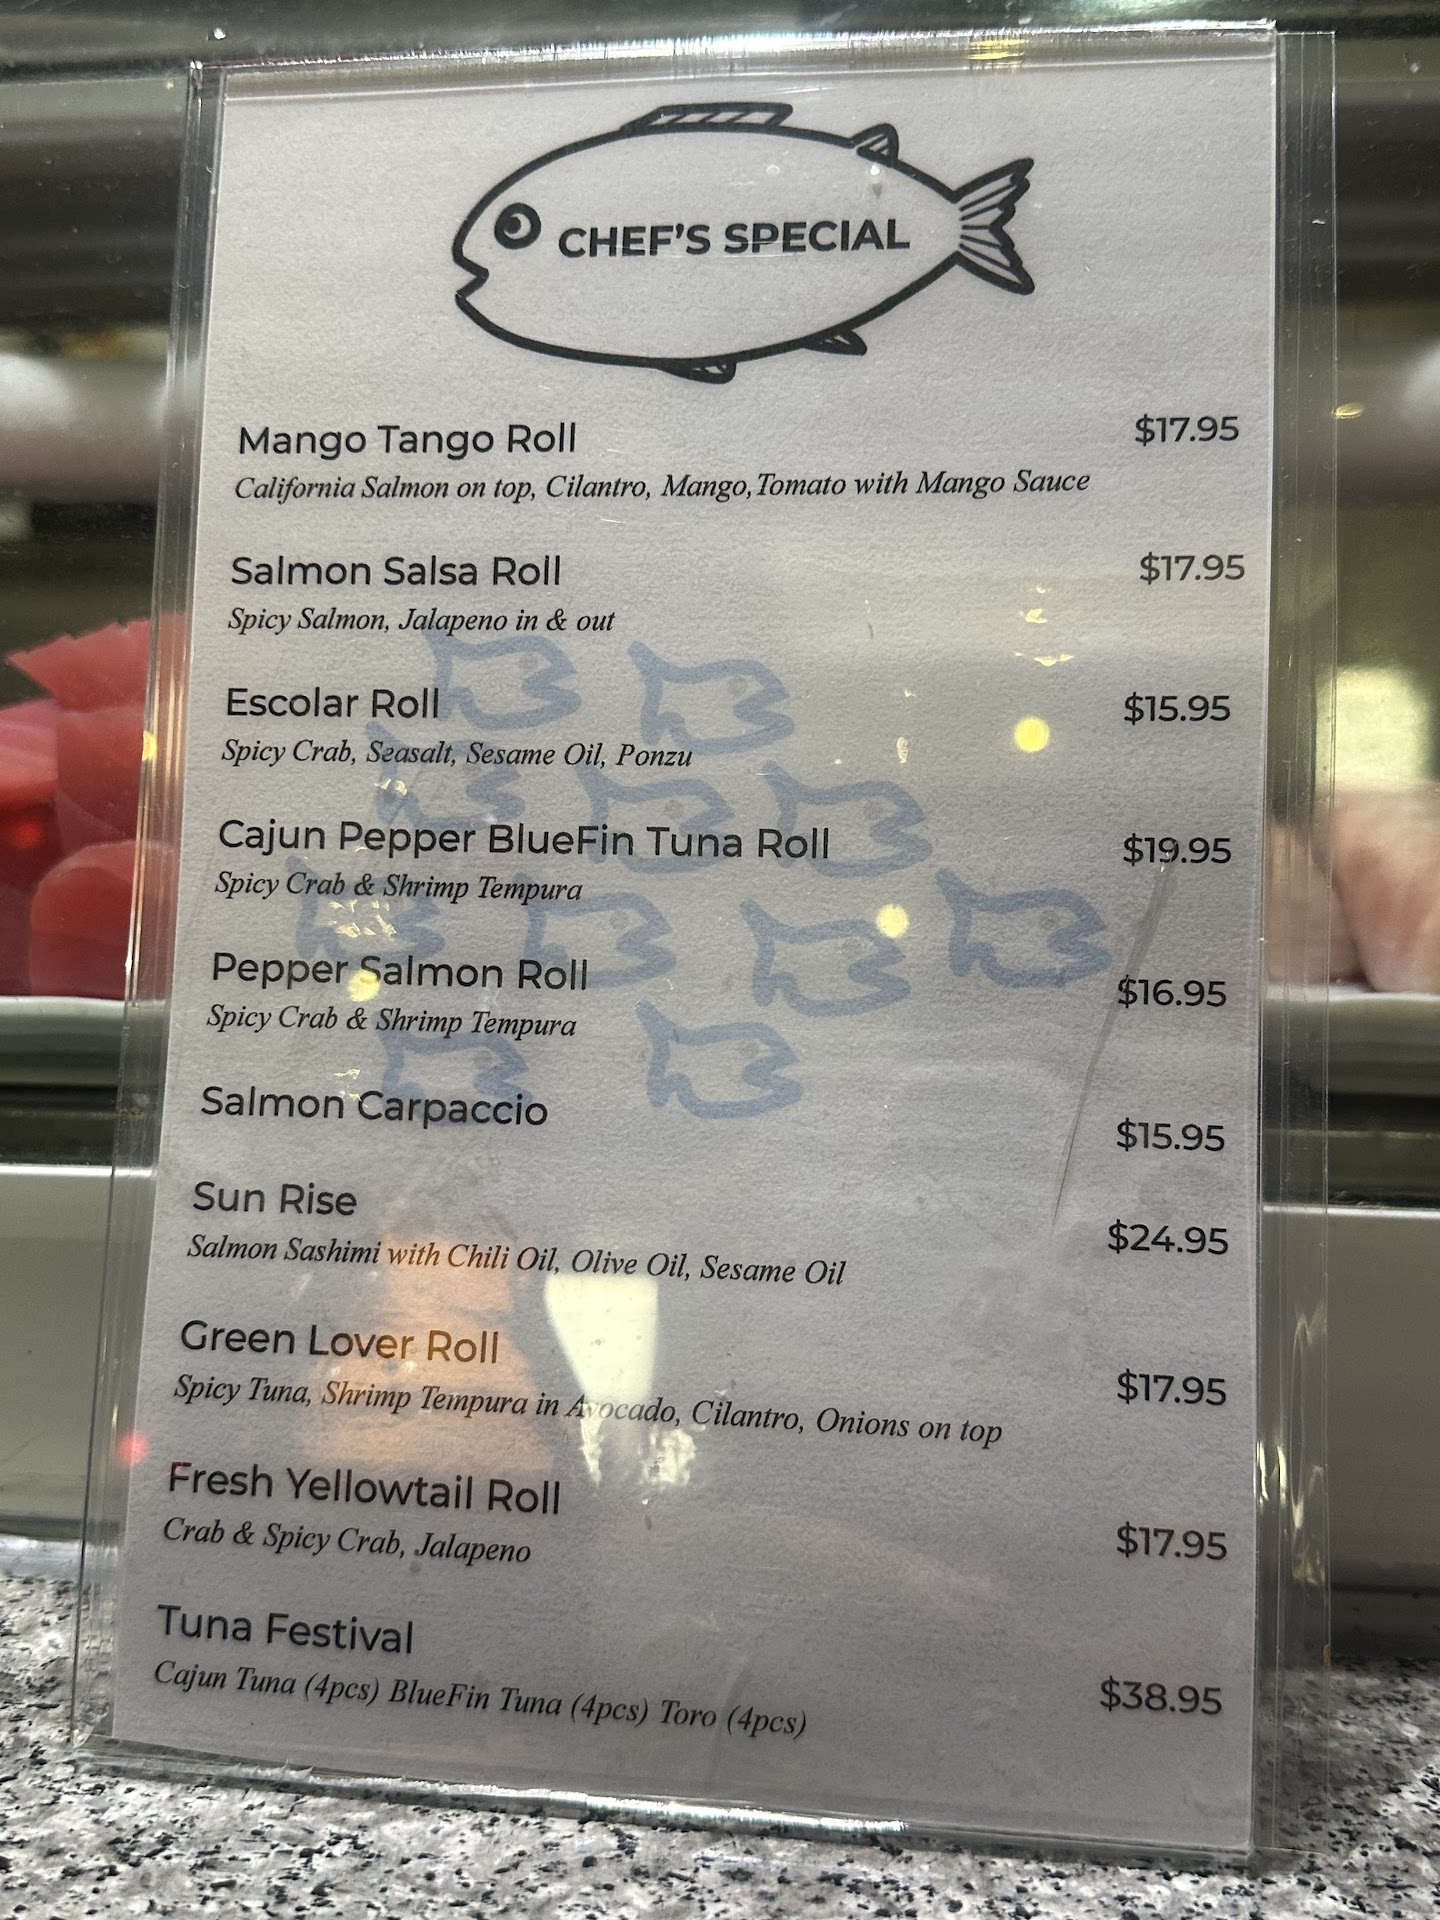 CHEF'S SPECIAL
Mango Tango Roll $17.95
California Salmon on top, Cilantro, Mango,Tomato with Mango Sauce
Salmon Salsa Roll $17.95
Spicy Salmon, Jalapeno in & out
Escolar Roll $15.95
Spicy Crab, Seasalt, Sesame Oil, Ponzu
Cajun Pepper BlueFin Tuna Roll $19.95
Spicy Crab & Shrimp Tempura
Pepper Salmon Roll $16.95
Spicy Crab & Shrimp Tempura
Salmon Carpaccio $15.95
Sun Rise $24.95
Salmon Sashimi with Chili Oil, Olive Oil, Sesame Oil
Green Lover Roll $17.95
Spicy Tuna, Shrimp Tempura in Avocado, Cilantro, Onions on top
Fresh Yellowtail Roll $17.95
Crab & Spicy Crab, Jalapeno
Tuna Festival $38.95
Cajun Tuna (4pcs) BlueFin Tuna (4pcs) Toro (4pcs)